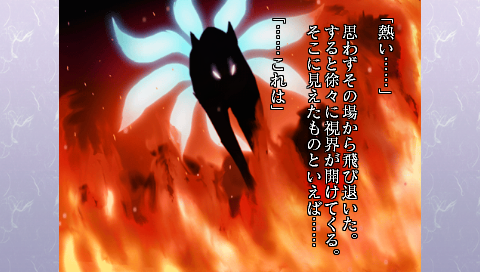 「熱い……」
思わずその場から飛び退いた。
すると徐々に視界が開けてくる。
そこに見えたものといえば……
「……これは」